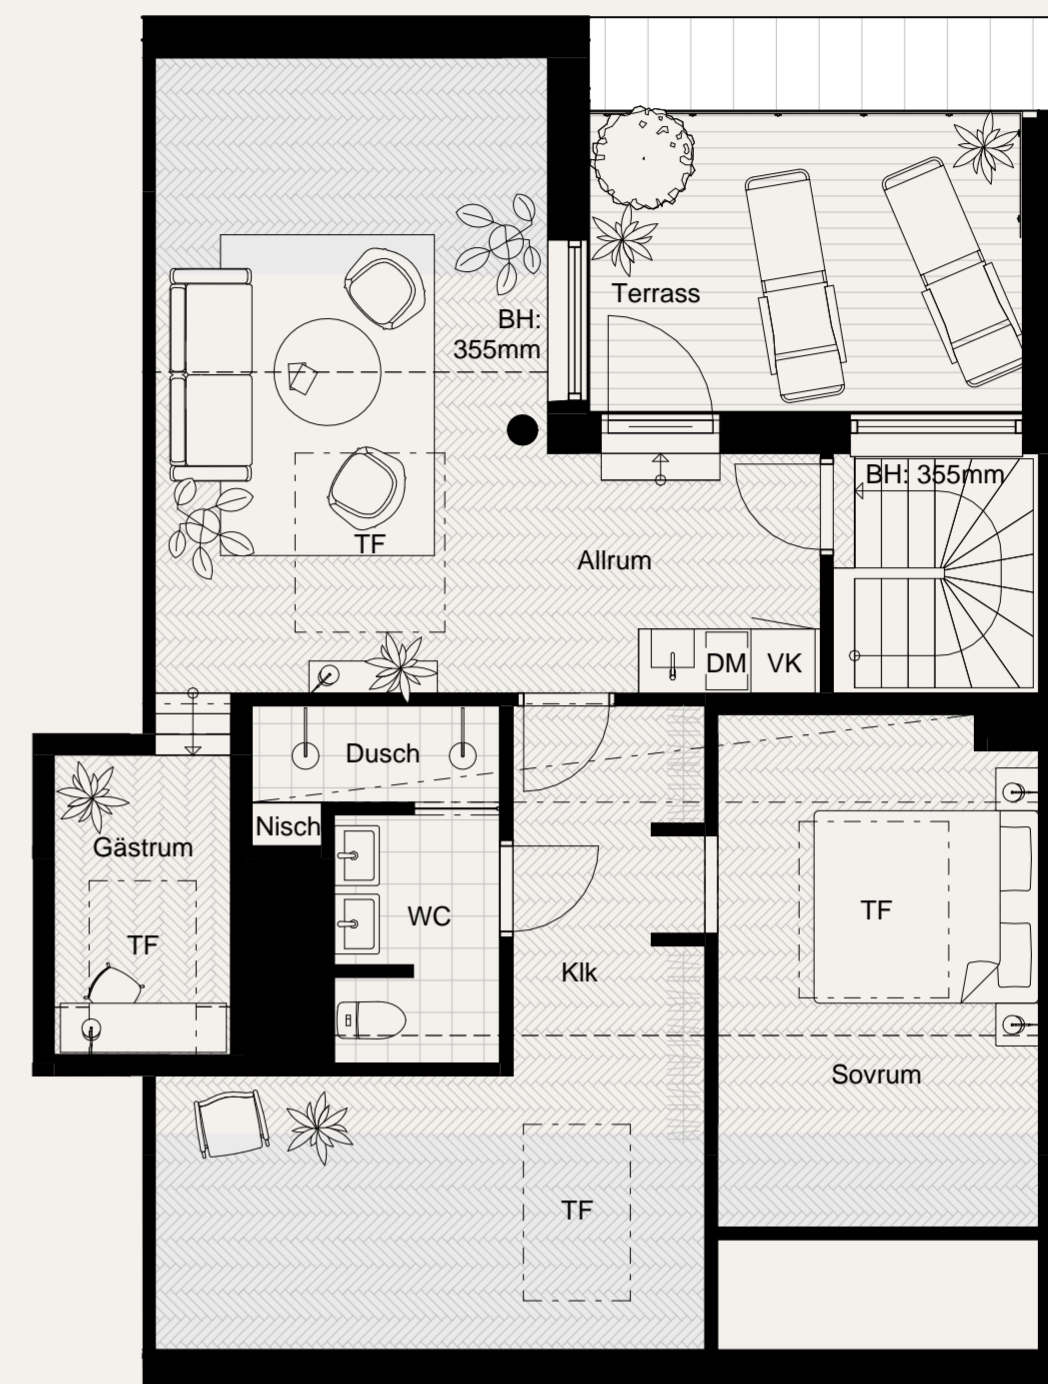 Terrass
BH:
355mm
BH: 355mm
TF
Allrum
DM
VK
Dusch
Nisch
Gästrum
TF
WC
TF
Klk
Sovrum
TF